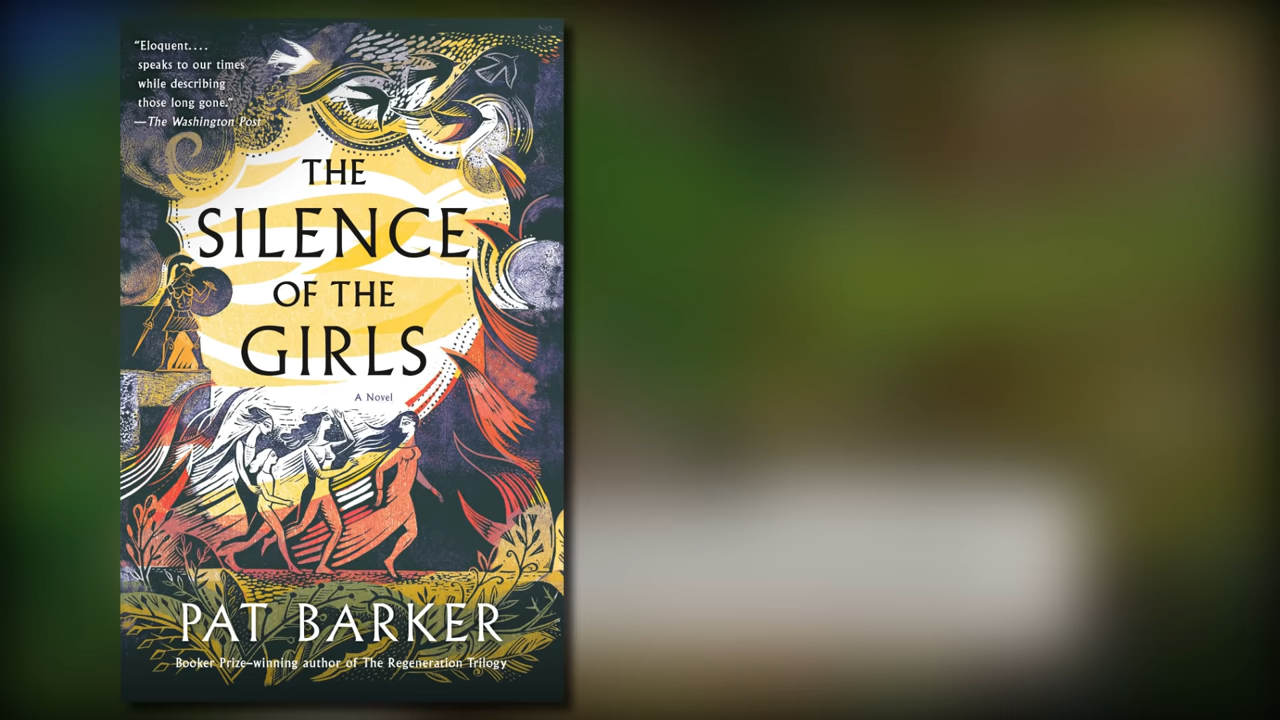 “Eloquent....
speaks to our times
while describing
those long gone.”
—The Washington Post
THE
SILENCE
OF THE
GIRLS
A Novel
PAT BARKER
Booker Prize–winning author of The Regeneration Trilogy